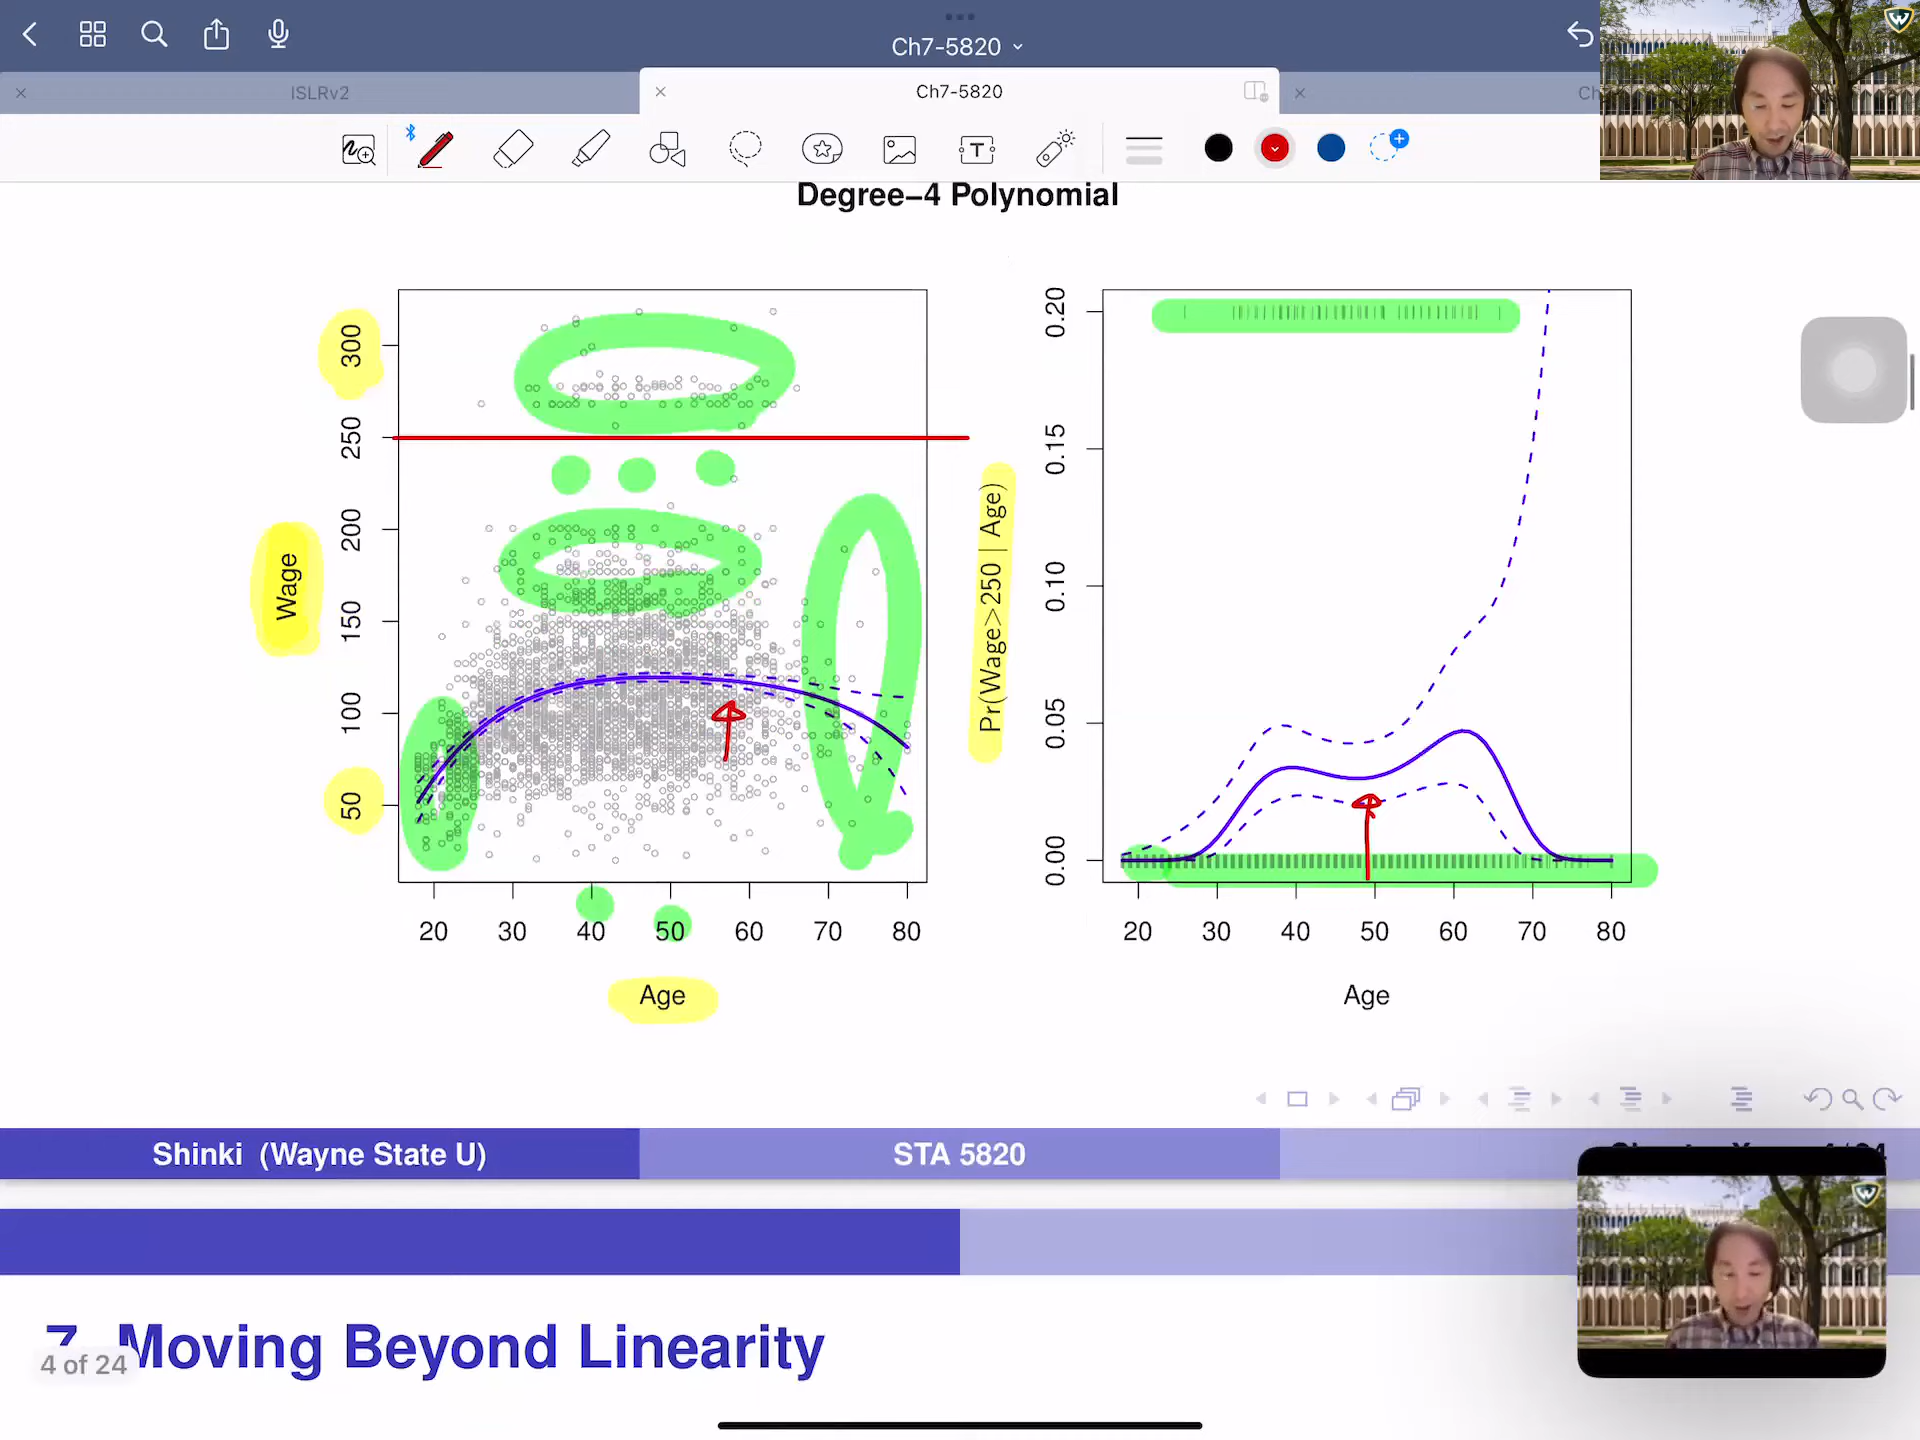 Ch7-5820
ISLRv2
Ch7-5820
Degree–4 Polynomial
300
250
200
150
100
50
Wage
20 30 40 50 60 70 80
Age
0.20
0.15
0.10
0.05
0.00
Pr(Wage>250 | Age)
20 30 40 50 60 70 80
Age
Shinki (Wayne State U)
STA 5820
7. Moving Beyond Linearity
4 of 24